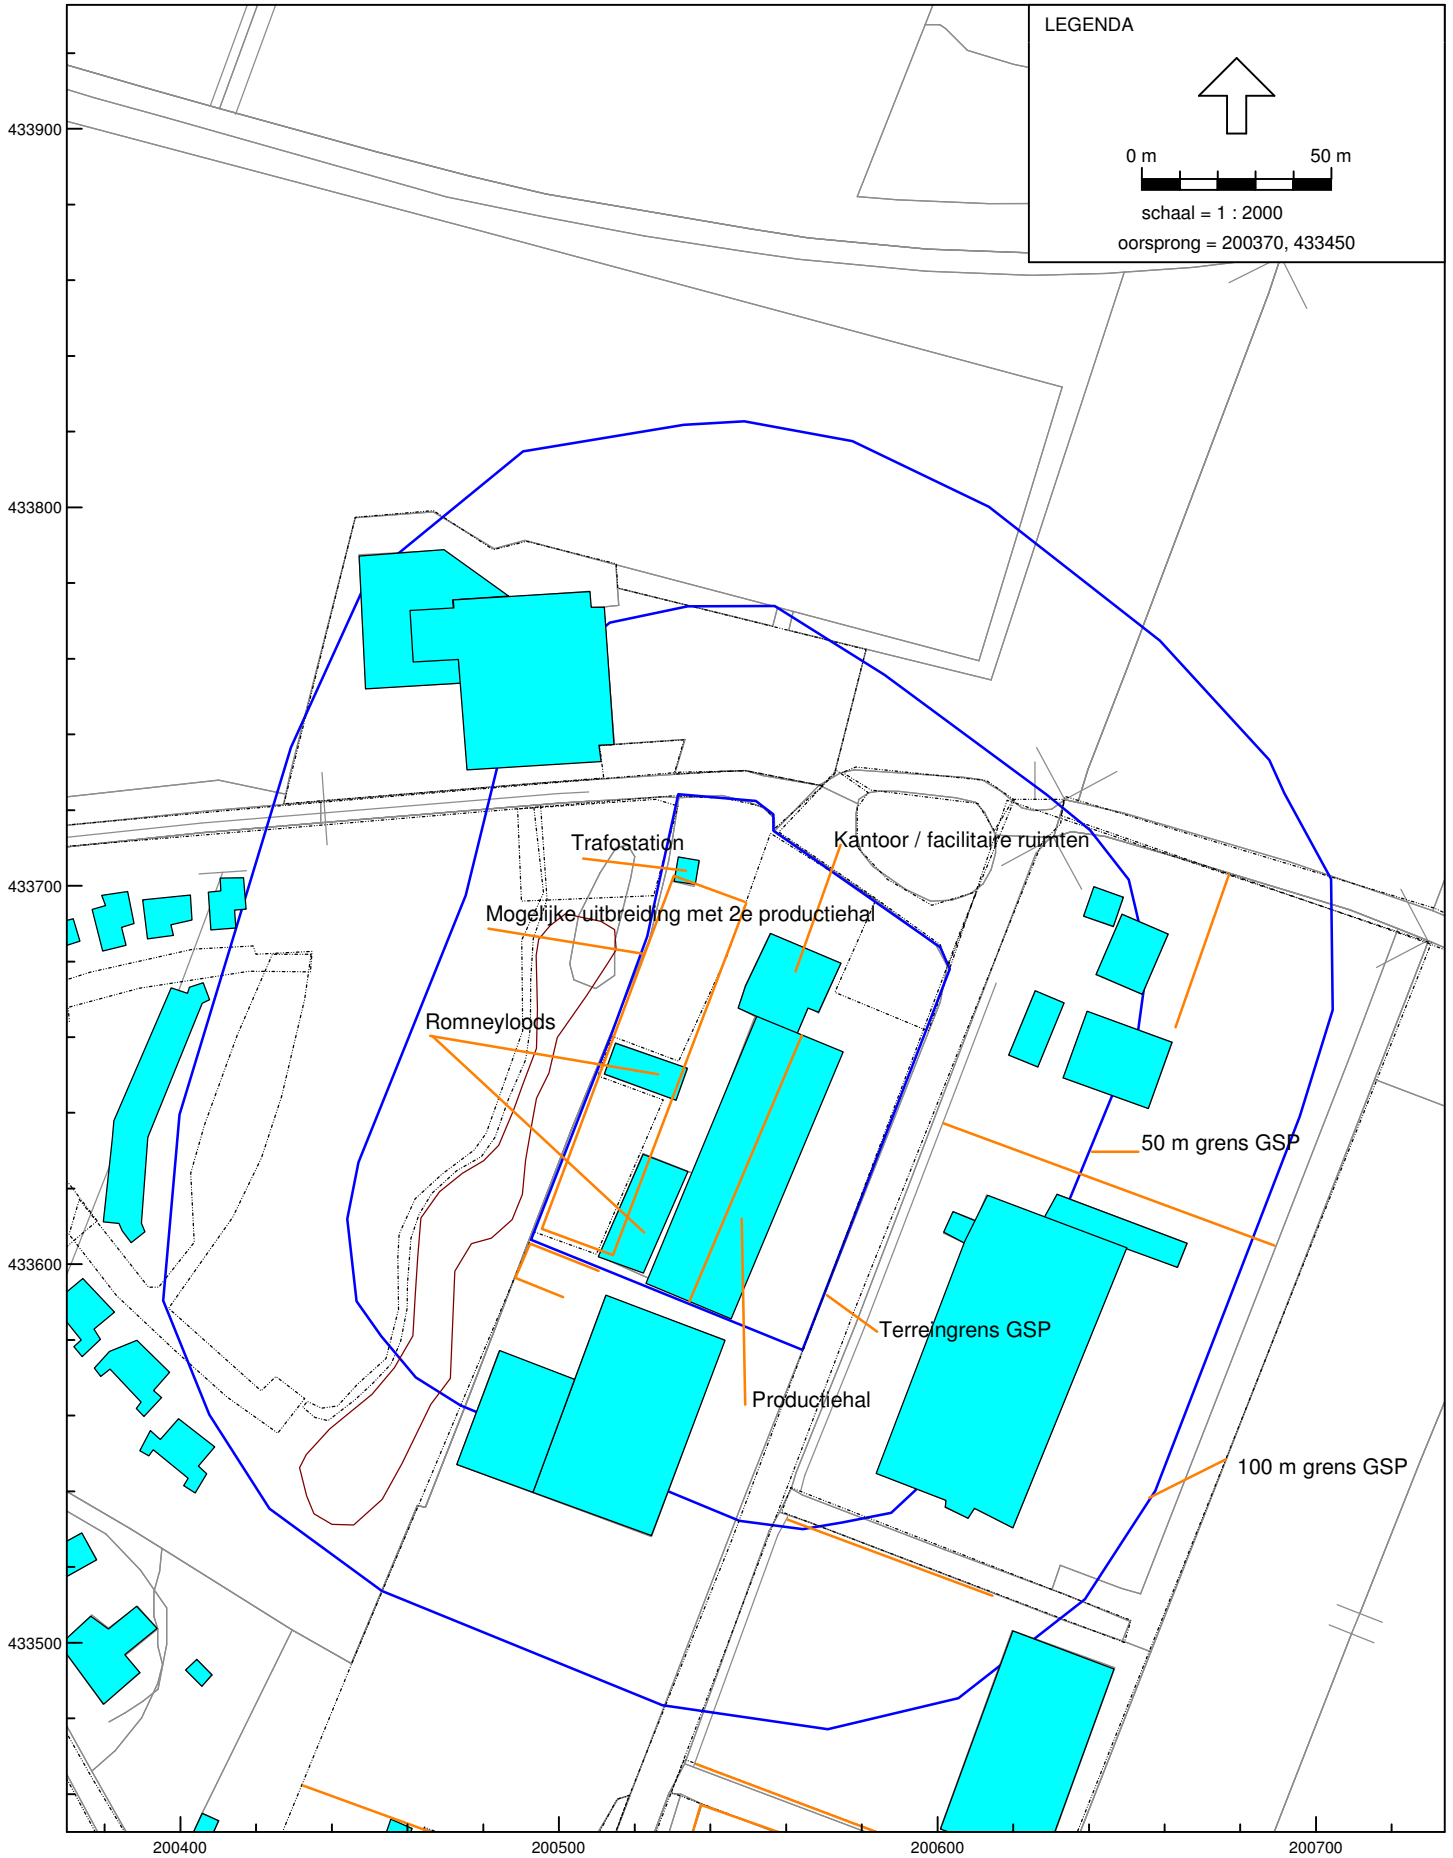 LEGENDA
0 m 50 m
schaal = 1 : 2000
oorsprong = 200370, 433450
433900
433800
433700
433600
433500
Trafostation
Kantoor / facilitaire ruimten
Mogelijke uitbreiding met 2e productiehal
Romneyloods
50 m grens GSP
Terreingrens GSP
Productiehal
100 m grens GSP
200400 200500 200600 200700